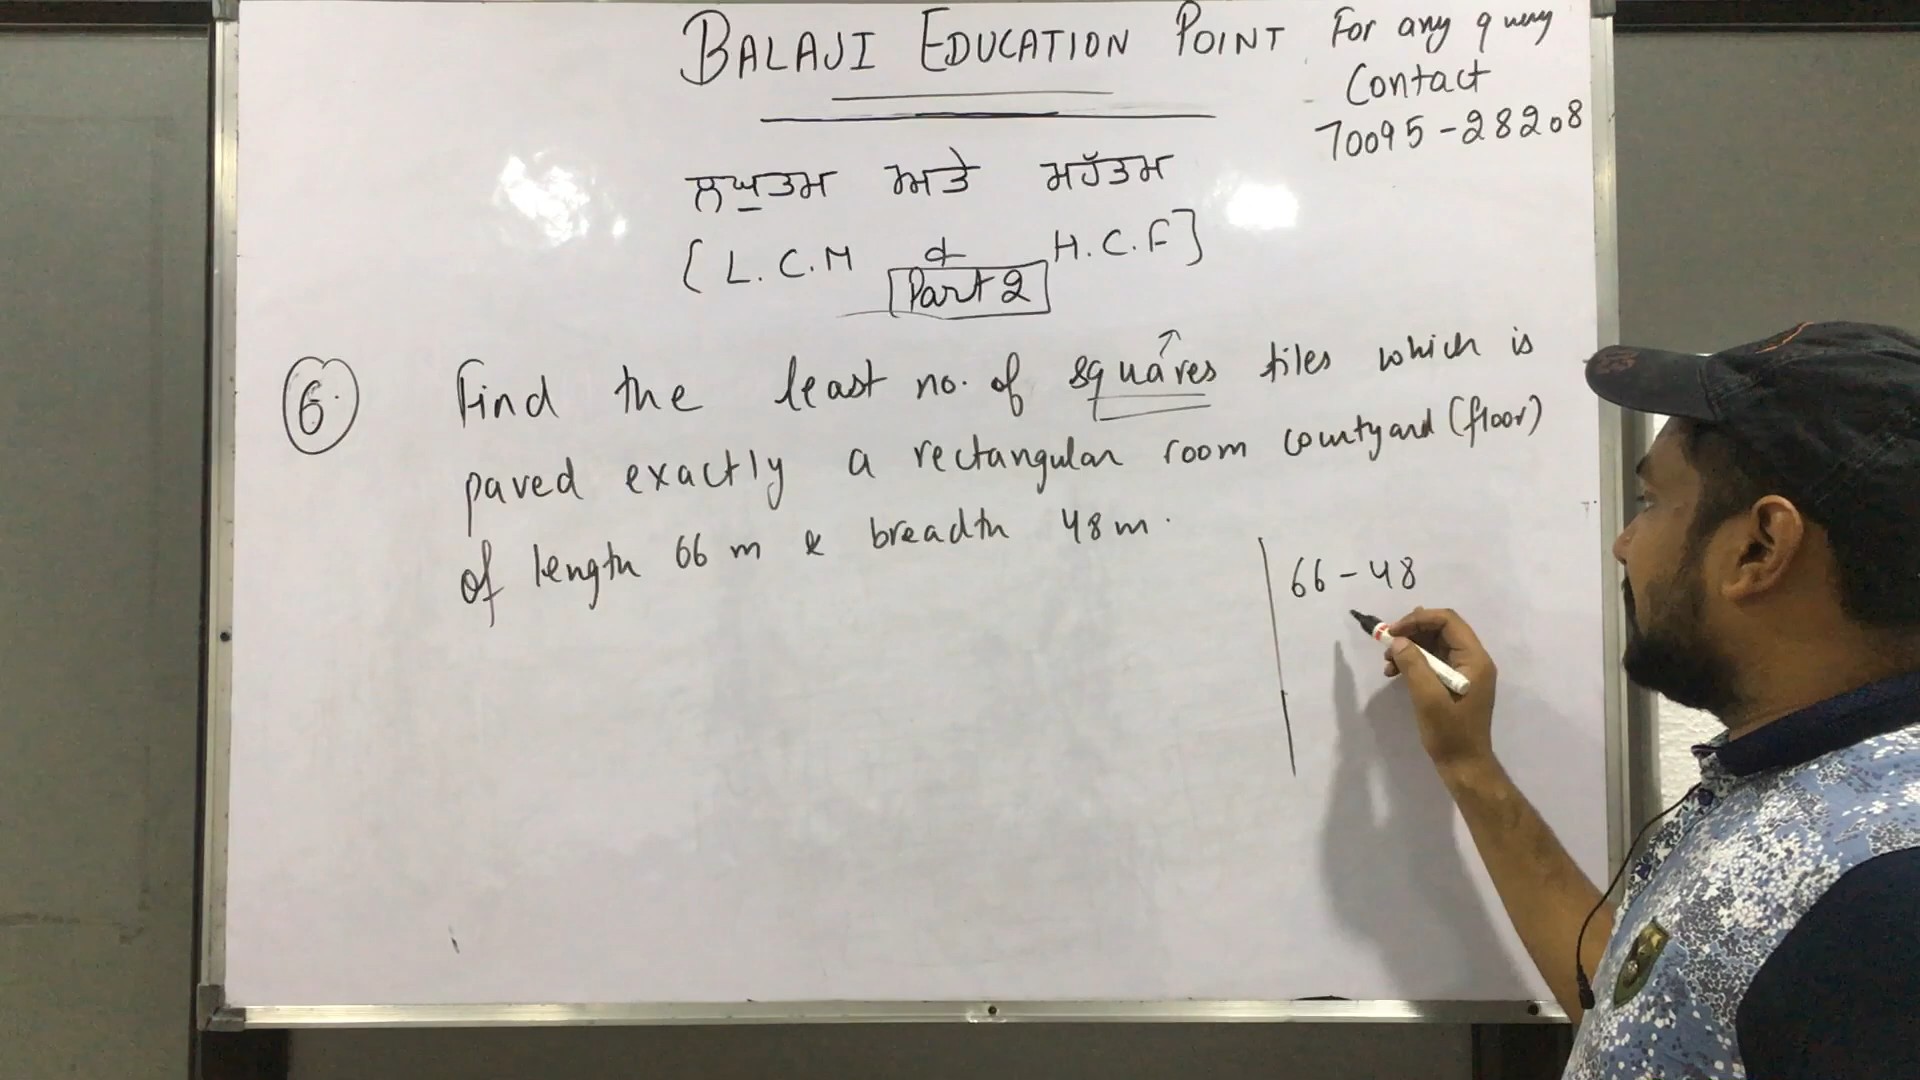 BALAJI EDUCATION POINT
For any query
Contact
70095-28208
ਲਘੁਤਮ ਅਤੇ ਮਹੱਤਮ
[L.C.M & H.C.F]
Part 2
6. Find the least no. of squares tiles which is
paved exactly a rectangular room courtyard (floor)
of length 66 m & breadth 48 m.
66-48